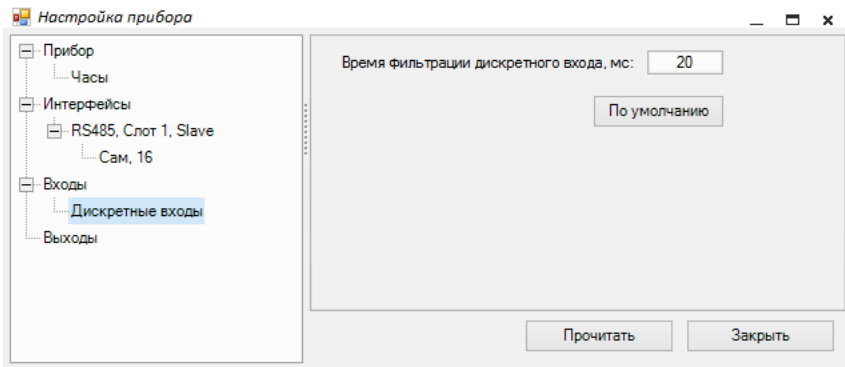 Настройка прибора
Прибор
Часы
Интерфейсы
RS485, Слот 1, Slave
Сам, 16
Входы
Дискретные входы
Выходы
Время фильтрации дискретного входа, мс: 20
По умолчанию
Прочитать Закрыть